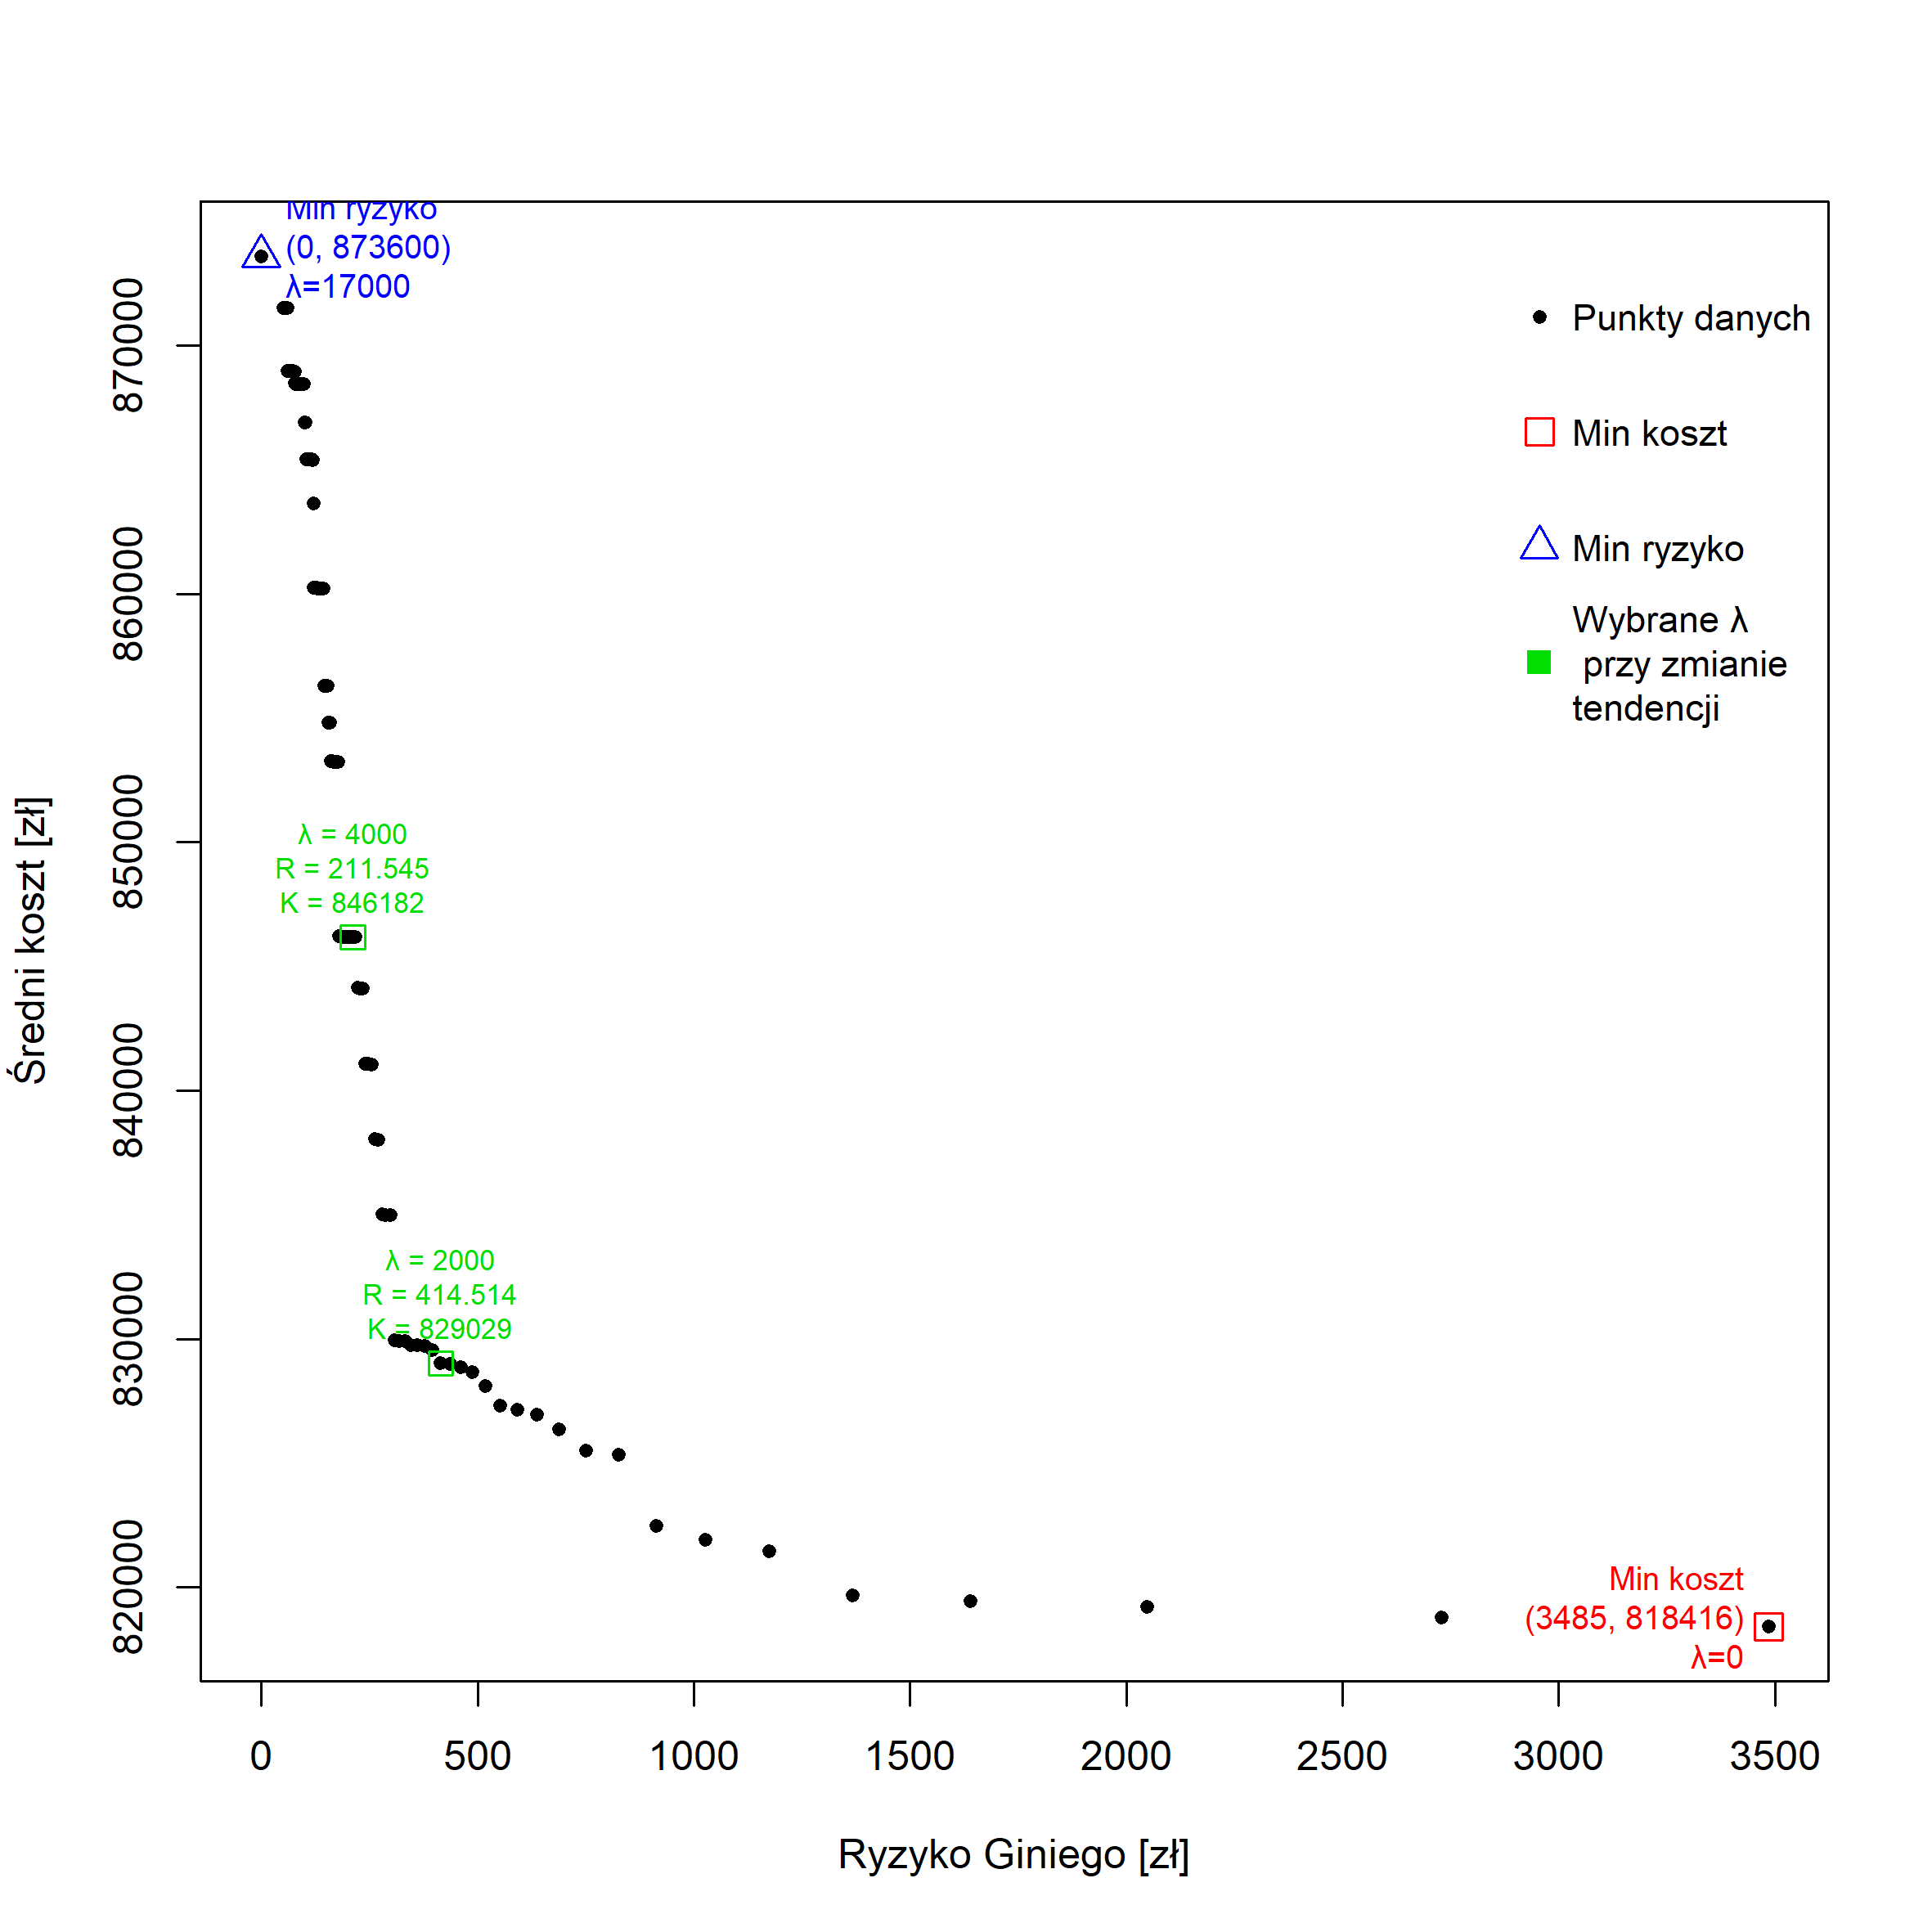 Min ryzyko
(0, 873600)
λ=17000
Punkty danych
Min koszt
Min ryzyko
Wybrane λ
przy zmianie
tendencji
λ = 4000
R = 211.545
K = 846182
λ = 2000
R = 414.514
K = 829029
Min koszt
(3485, 818416)
λ=0
Średni koszt [zł]
870000
860000
850000
840000
830000
820000
0 500 1000 1500 2000 2500 3000 3500
Ryzyko Giniego [zł]